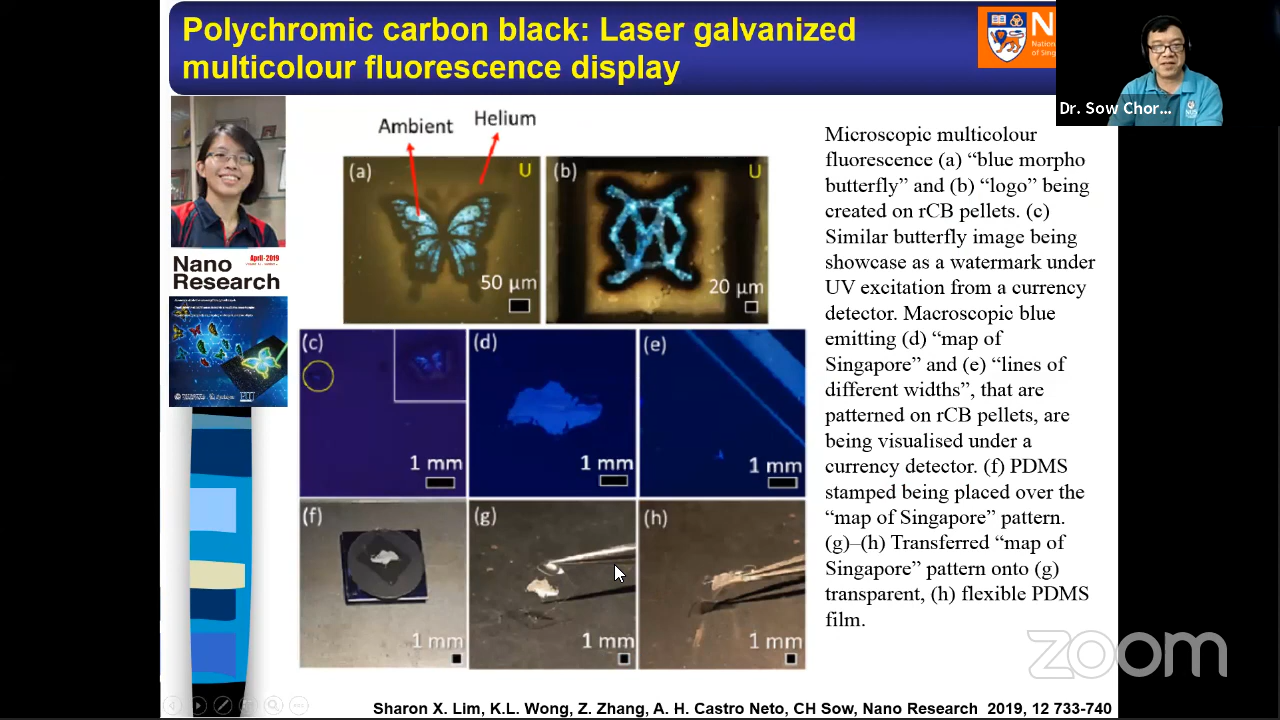 Polychromic carbon black: Laser galvanized
multicolour fluorescence display
N
National
of Sing
Dr. Sow Chor...
Ambient
Helium
(a)
U
50 µm
(b)
U
20 µm
April-2019
Nano
Research
(c)
1 mm
(d)
1 mm
(e)
1 mm
(f)
1 mm
(g)
1 mm
(h)
1 mm
Microscopic multicolour
fluorescence (a) “blue morpho
butterfly” and (b) “logo” being
created on rCB pellets. (c)
Similar butterfly image being
showcase as a watermark under
UV excitation from a currency
detector. Macroscopic blue
emitting (d) “map of
Singapore” and (e) “lines of
different widths”, that are
patterned on rCB pellets, are
being visualised under a
currency detector. (f) PDMS
stamped being placed over the
“map of Singapore” pattern.
(g)–(h) Transferred “map of
Singapore” pattern onto (g)
transparent, (h) flexible PDMS
film.
zoom
Sharon X. Lim, K.L. Wong, Z. Zhang, A. H. Castro Neto, CH Sow, Nano Research 2019, 12 733-740